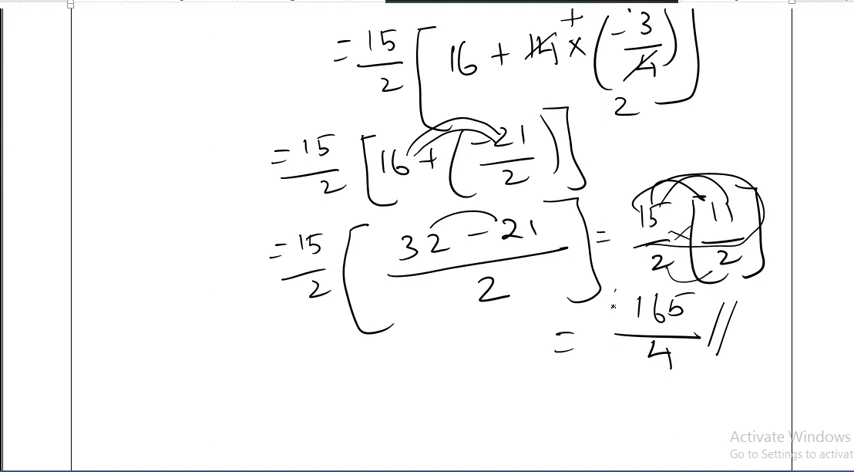 = 15/2 [ 16 + 14 × ( -3/4 ) ] 7 2
= 15/2 [ 16 + ( -21/2 ) ]
= 15/2 [ (32 - 21)/2 ] = 15/2 × [ 11/2 ]
= 165/4 //
Activate Windows
Go to Settings to activat